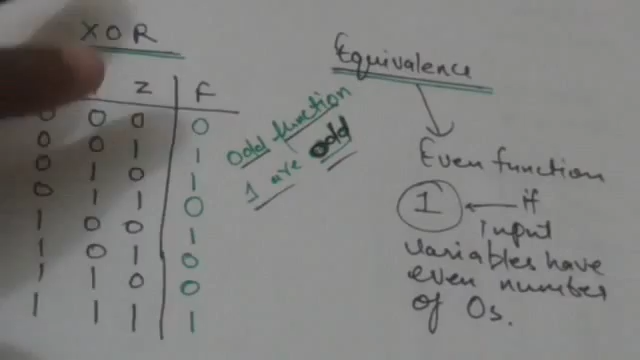 XOR
Z F
0 0 0 0
0 0 1 1
0 1 0 1
0 1 1 0
1 0 0 1
1 0 1 0
1 1 0 0
1 1 1 1
Odd function
1 are odd
Equivalence
Even function
1 if
input
variables have
even number
of 0s.